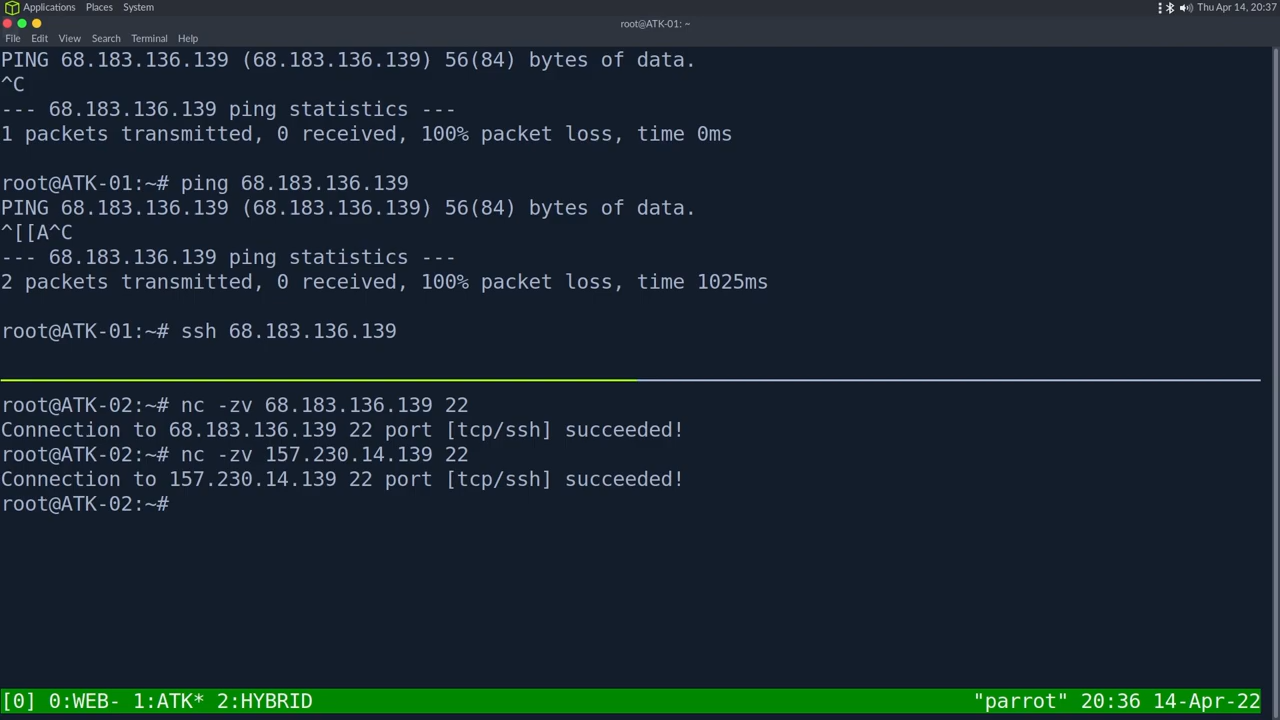 Applications Places System
Thu Apr 14, 20:37
root@ATK-01: ~
File Edit View Search Terminal Help
PING 68.183.136.139 (68.183.136.139) 56(84) bytes of data.
^C
--- 68.183.136.139 ping statistics ---
1 packets transmitted, 0 received, 100% packet loss, time 0ms
root@ATK-01:~# ping 68.183.136.139
PING 68.183.136.139 (68.183.136.139) 56(84) bytes of data.
^[[A^C
--- 68.183.136.139 ping statistics ---
2 packets transmitted, 0 received, 100% packet loss, time 1025ms
root@ATK-01:~# ssh 68.183.136.139
root@ATK-02:~# nc -zv 68.183.136.139 22
Connection to 68.183.136.139 22 port [tcp/ssh] succeeded!
root@ATK-02:~# nc -zv 157.230.14.139 22
Connection to 157.230.14.139 22 port [tcp/ssh] succeeded!
root@ATK-02:~#
[0] 0:WEB- 1:ATK* 2:HYBRID
"parrot" 20:36 14-Apr-22